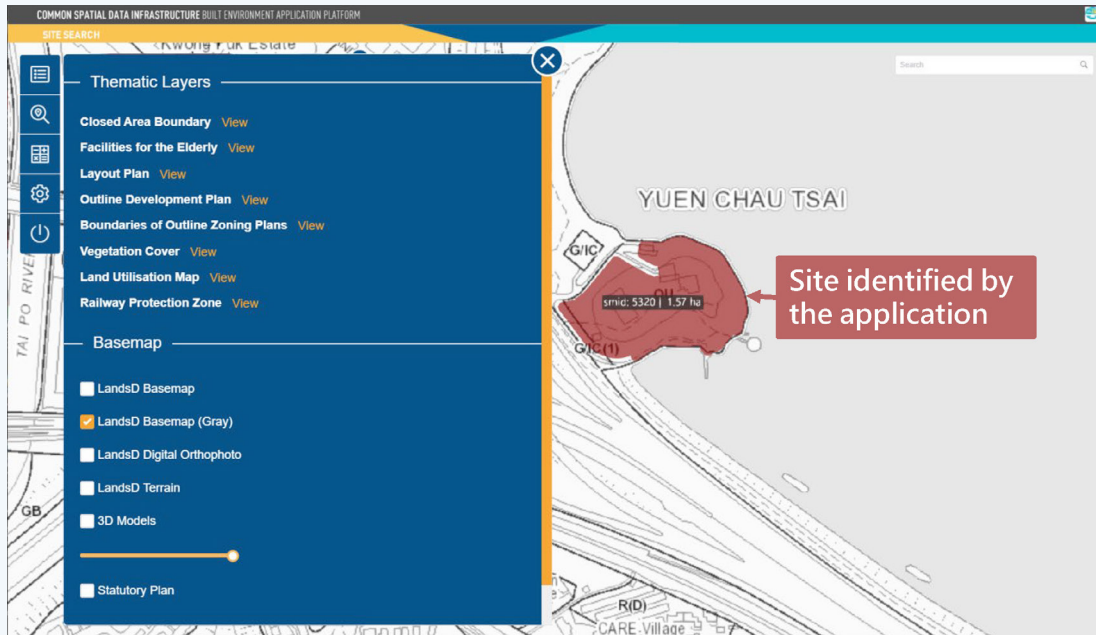 COMMON SPATIAL DATA INFRASTRUCTURE BUILT ENVIRONMENT APPLICATION PLATFORM
SITE SEARCH
Kwong Yuk Estate
Search
Thematic Layers
Closed Area Boundary View
Facilities for the Elderly View
Layout Plan View
Outline Development Plan View
Boundaries of Outline Zoning Plans View
Vegetation Cover View
Land Utilisation Map View
Railway Protection Zone View
Basemap
LandsD Basemap
LandsD Basemap (Gray)
LandsD Digital Orthophoto
LandsD Terrain
3D Models
Statutory Plan
TAI PO RIVER
GB
YUEN CHAU TSAI
G/IC
OU
smid: 5320 | 1.57 ha
G/IC(1)
Site identified by
the application
R(D)
CARE Village